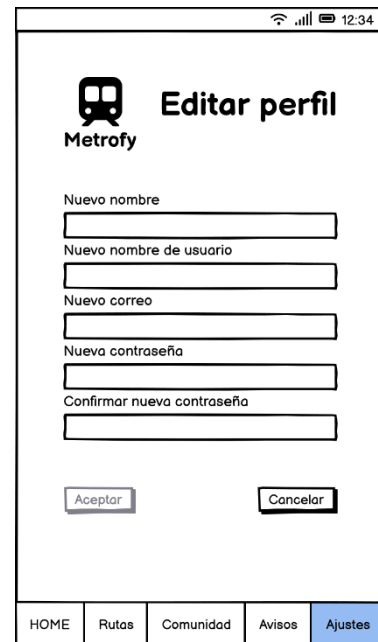 12:34
Editar perfil
Metrofy
Nuevo nombre
Nuevo nombre de usuario
Nuevo correo
Nueva contraseña
Confirmar nueva contraseña
Aceptar Cancelar
HOME Rutas Comunidad Avisos Ajustes